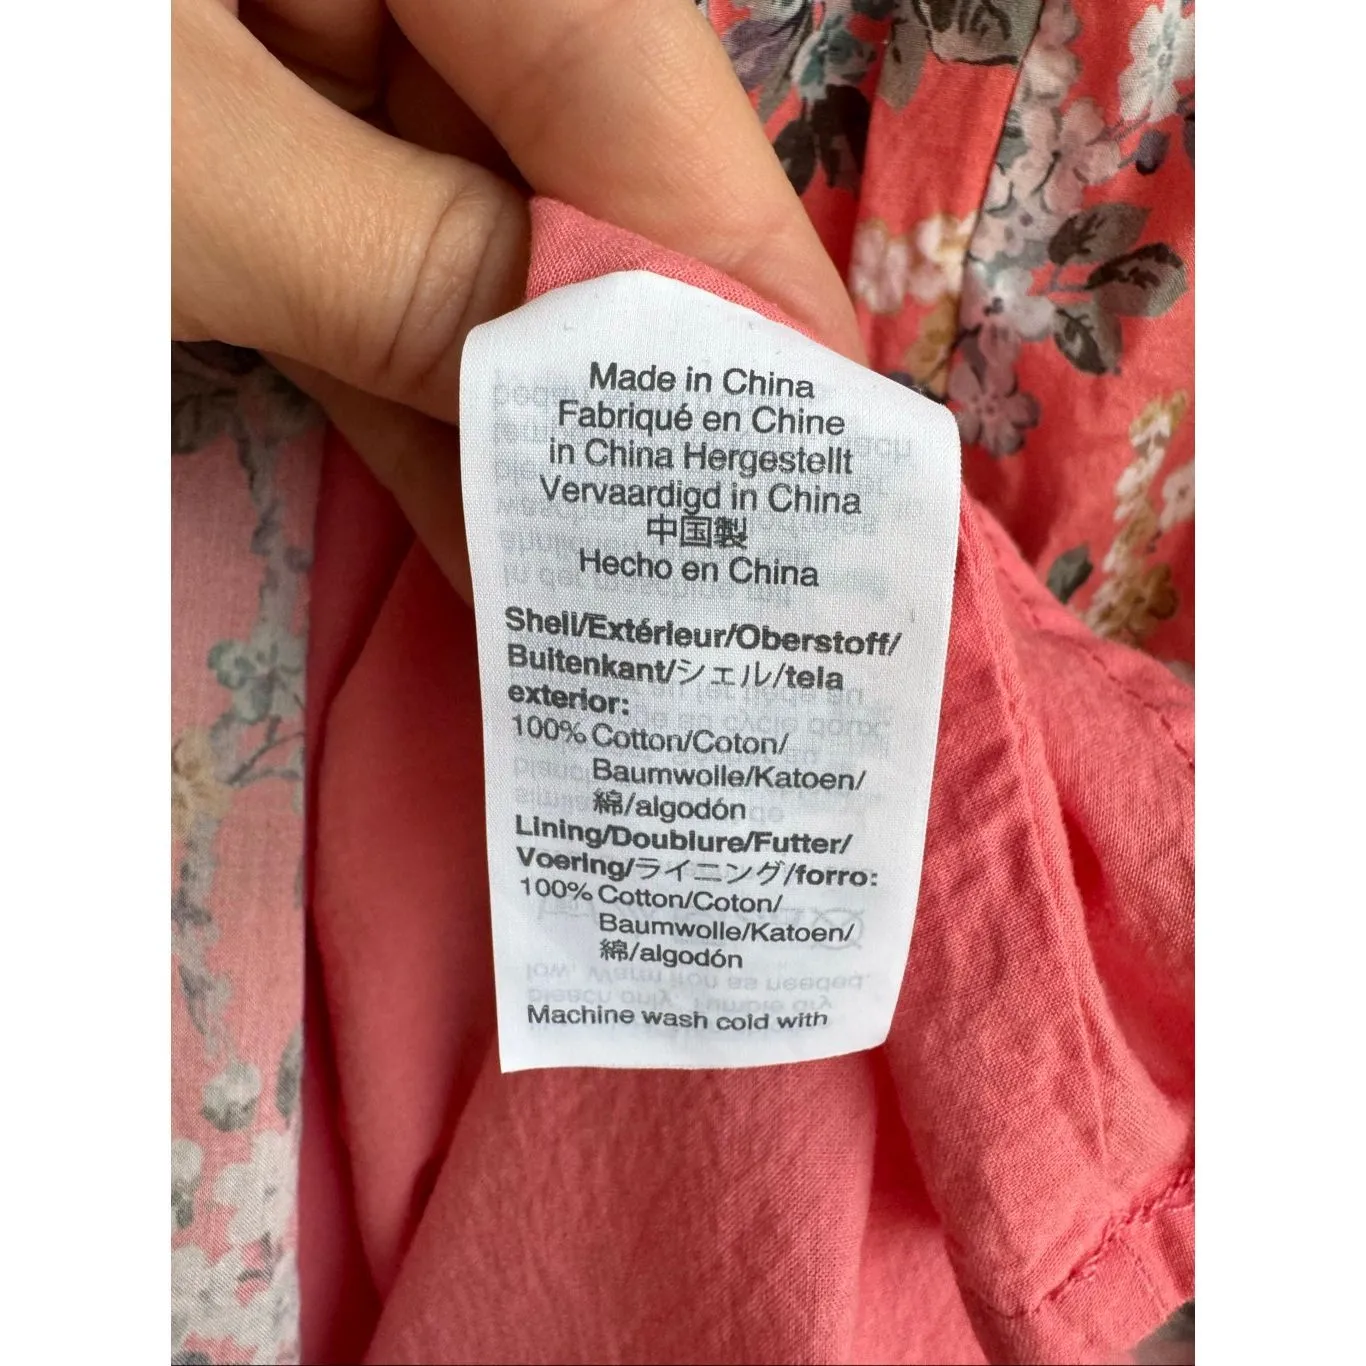 Made in China
Fabriqué en Chine
in China Hergestellt
Vervaardigd in China
中国製
Hecho en China
Shell/Extérieur/Oberstoff/
Buitenkant/シェル/tela
exterior:
100% Cotton/Coton/
Baumwolle/Katoen/
綿/algodón
Lining/Doublure/Futter/
Voering/ライニング/forro:
100% Cotton/Coton/
Baumwolle/Katoen/
綿/algodón
Machine wash cold with